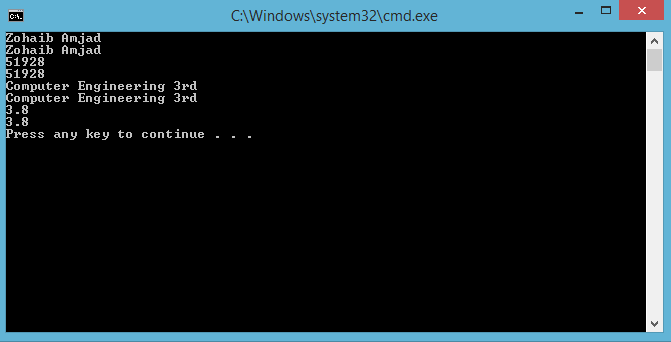 C:\Windows\system32\cmd.exe
Zohaib Amjad
Zohaib Amjad
51928
51928
Computer Engineering 3rd
Computer Engineering 3rd
3.8
3.8
Press any key to continue . . .